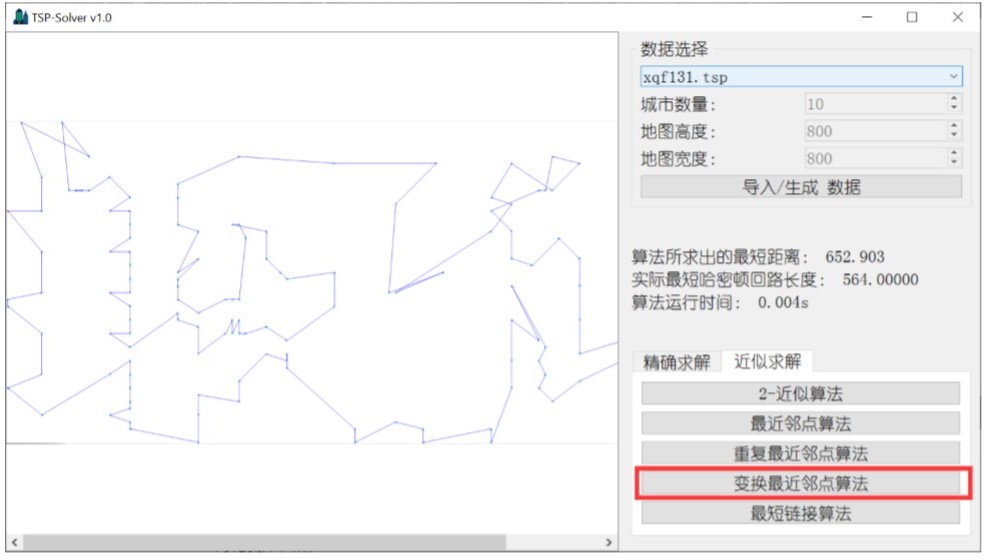 TSP-Solver v1.0
数据选择
xqf131.tsp
城市数量: 10
地图高度: 800
地图宽度: 800
导入/生成 数据
算法所求出的最短距离: 652.903
实际最短哈密顿回路长度: 564.00000
算法运行时间: 0.004s
精确求解 近似求解
2-近似算法
最近邻点算法
重复最近邻点算法
变换最近邻点算法
最短链接算法